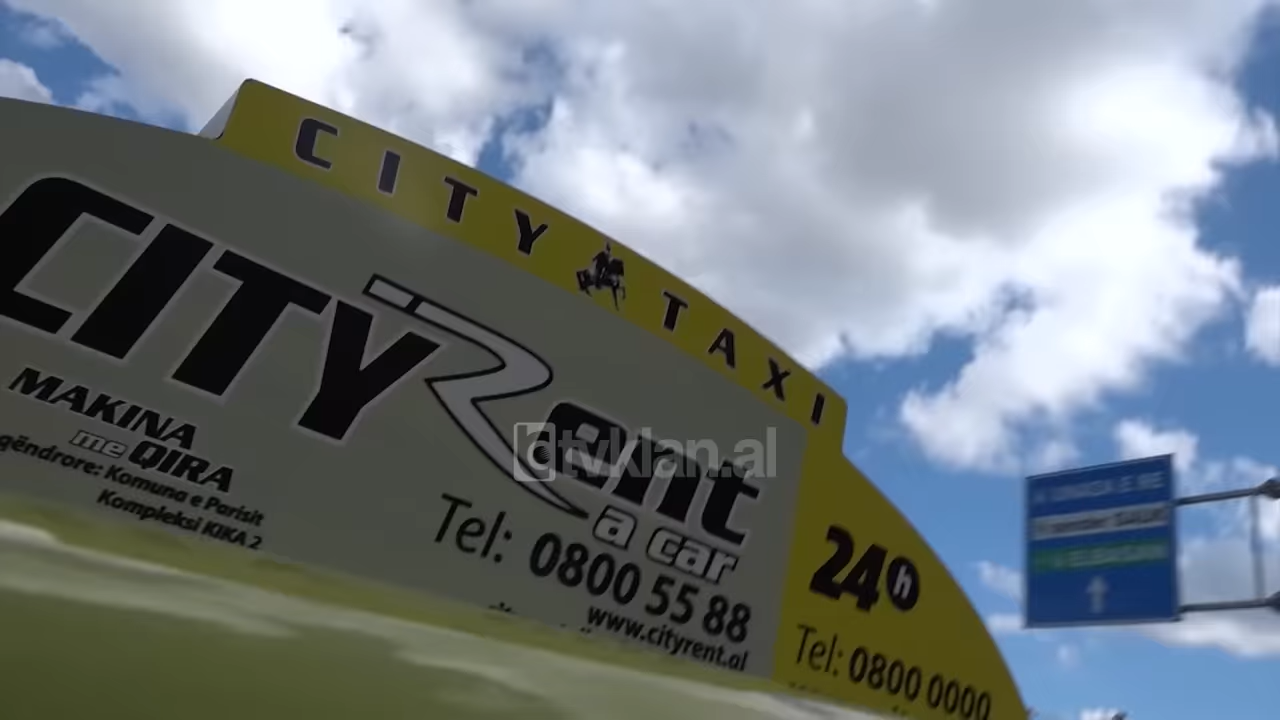 CITY TAXI
CITY Rent
a car
MAKINA
me QIRA
Komuna e Parisit
Kompleksi KIKA 2
Tel: 0800 55 88
www.cityrent.al
24h
Tel: 0800 0000
tvklan.al